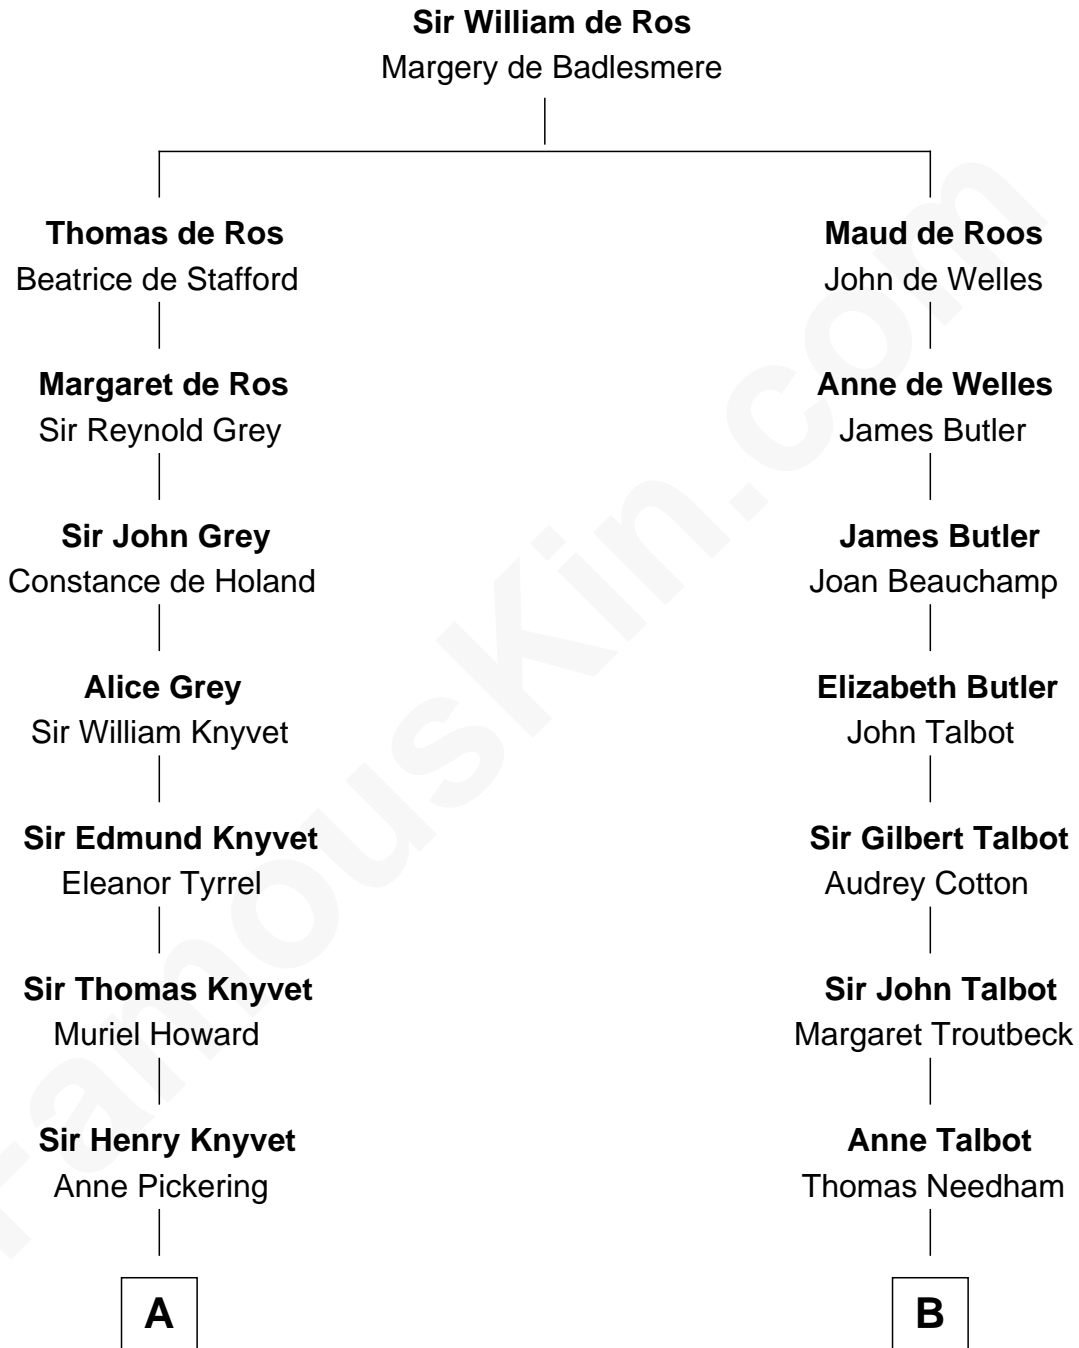 Sir William de Ros
Margery de Badlesmere
Thomas de Ros
Beatrice de Stafford
Maud de Roos
John de Welles
Margaret de Ros
Sir Reynold Grey
Anne de Welles
James Butler
Sir John Grey
Constance de Holand
James Butler
Joan Beauchamp
Alice Grey
Sir William Knyvet
Elizabeth Butler
John Talbot
Sir Edmund Knyvet
Eleanor Tyrrel
Sir Gilbert Talbot
Audrey Cotton
Sir Thomas Knyvet
Muriel Howard
Sir John Talbot
Margaret Troutbeck
Sir Henry Knyvet
Anne Pickering
Anne Talbot
Thomas Needham
A
B
FamousKin.com